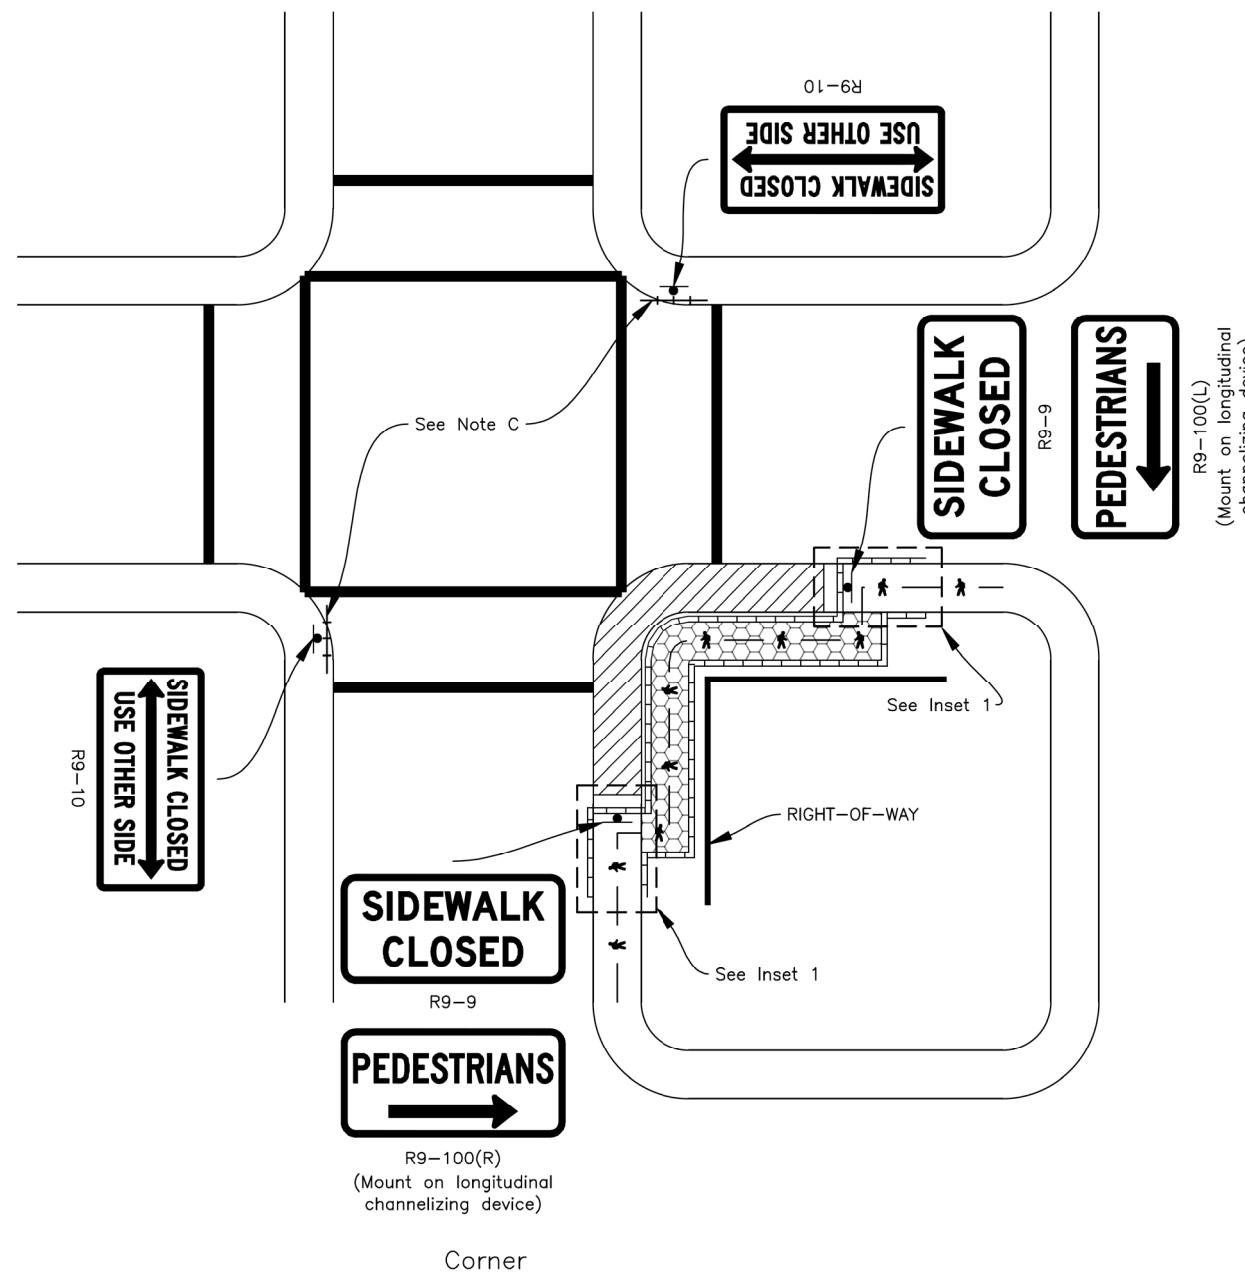 R9-10
SIDEWALK CLOSED
USE OTHER SIDE
See Note C
SIDEWALK
CLOSED
R9-9
PEDESTRIANS
R9-100(L)
(Mount on longitudinal
channelizing device)
See Inset 1
SIDEWALK CLOSED
USE OTHER SIDE
R9-10
RIGHT-OF-WAY
SIDEWALK
CLOSED
R9-9
See Inset 1
PEDESTRIANS
R9-100(R)
(Mount on longitudinal
channelizing device)
Corner